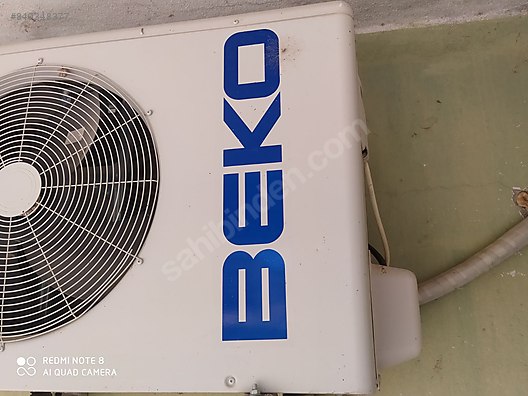 BEKO
sahibinden.com
REDMI NOTE 8
AI QUAD CAMERA